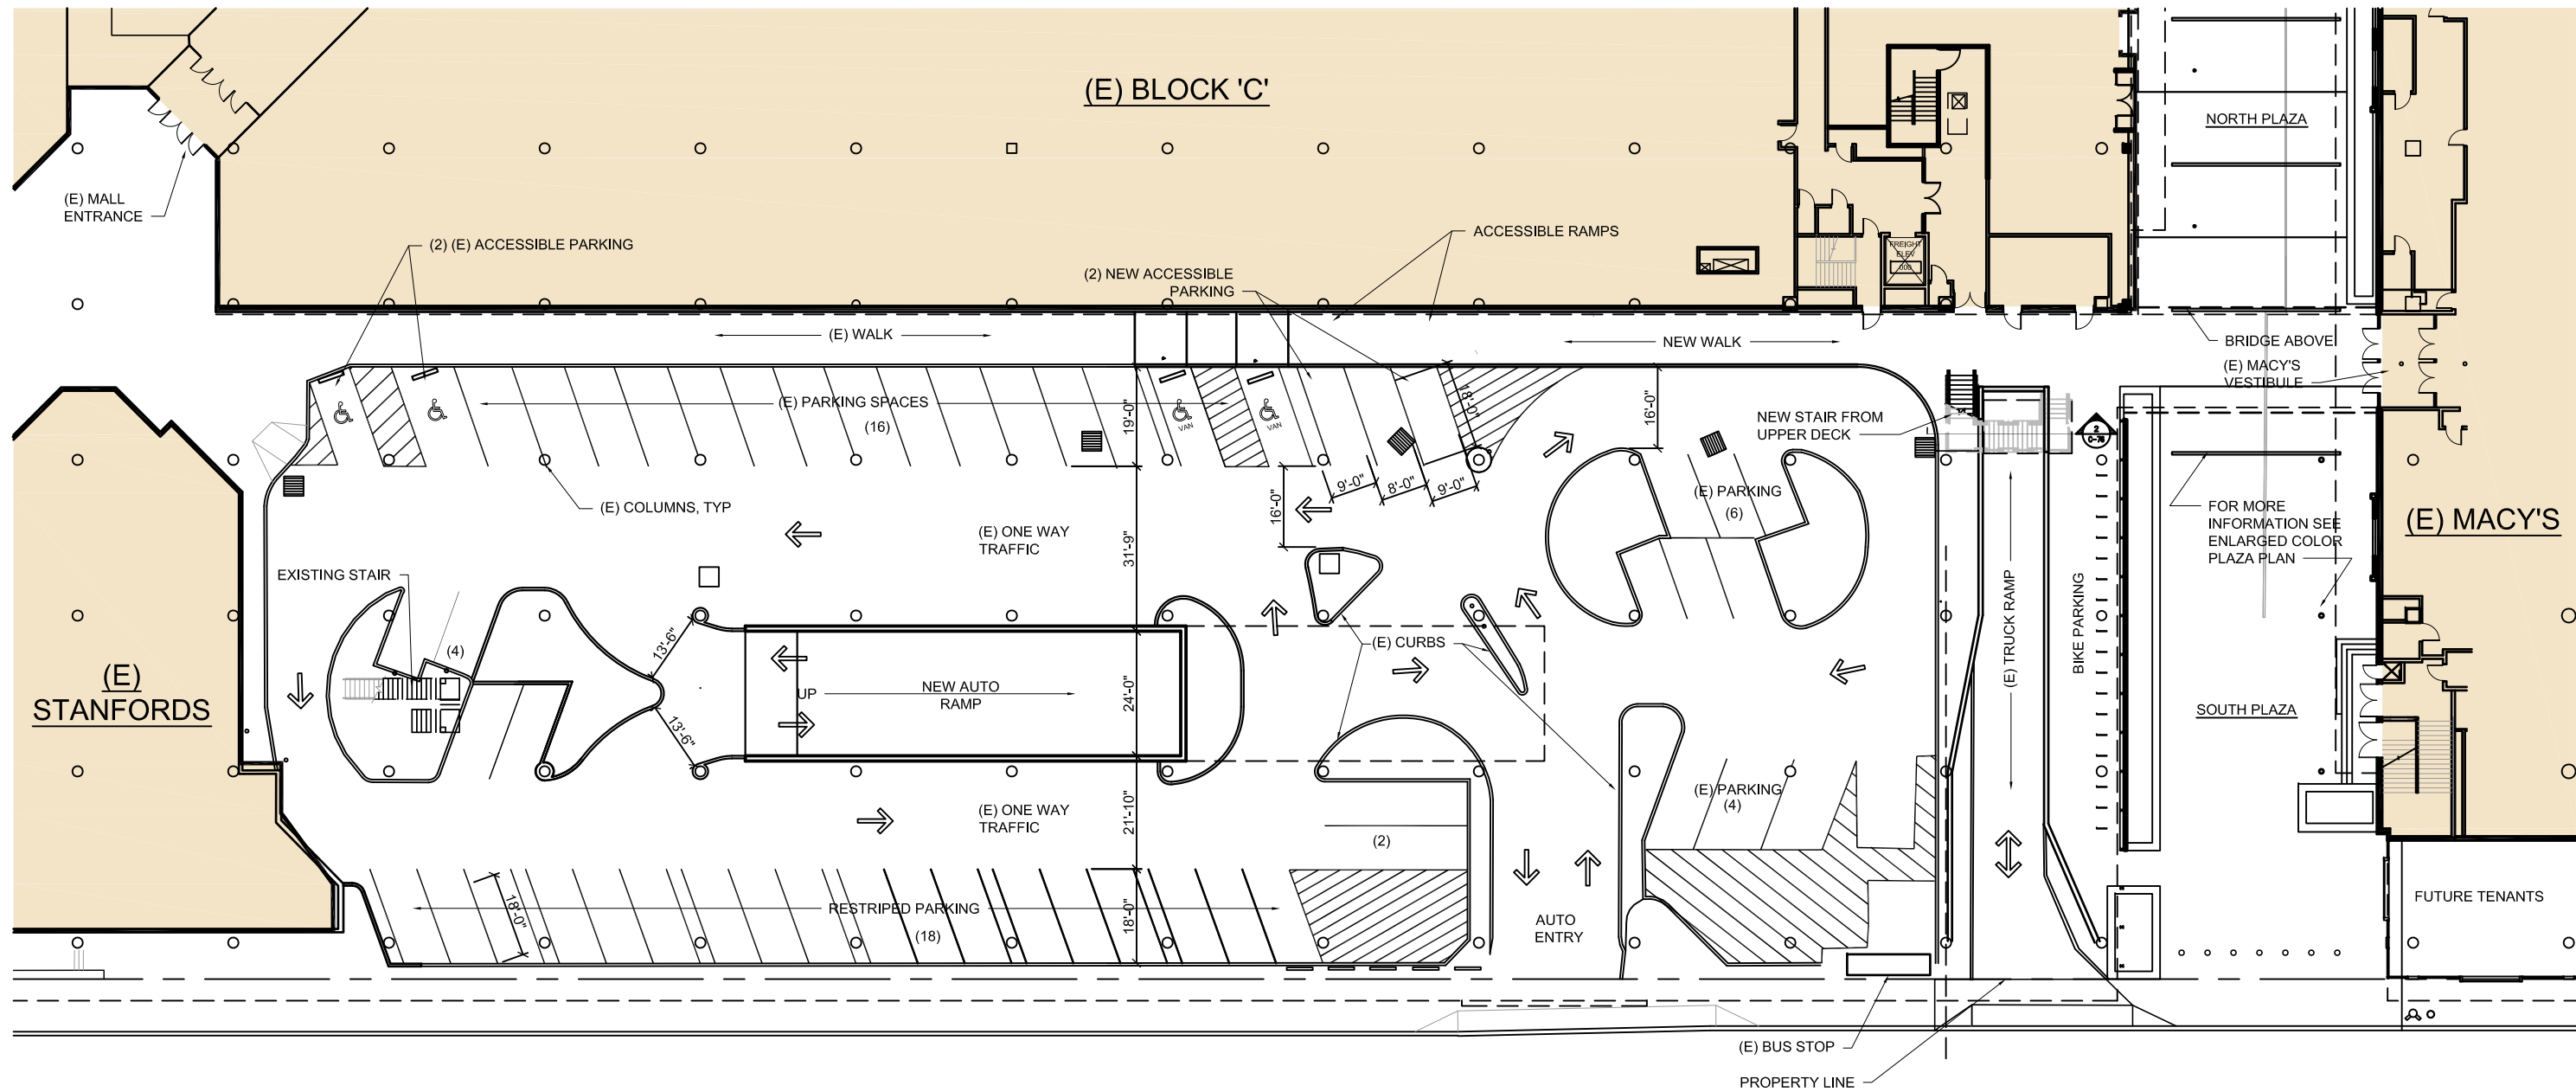 (E) BLOCK 'C'
NORTH PLAZA
(E) MALL
ENTRANCE
(2) (E) ACCESSIBLE PARKING
ACCESSIBLE RAMPS
FREIGHT
ELEV
(2) NEW ACCESSIBLE
PARKING
(E) WALK
NEW WALK
BRIDGE ABOVE
(E) MACY'S
VESTIBULE
(E) PARKING SPACES
(16)
19'-0"
VAN
VAN
18'-0"
16'-0"
NEW STAIR FROM
UPPER DECK
2
C-76
(E) COLUMNS, TYP
9'-0"
8'-0"
9'-0"
(E) PARKING
(6)
FOR MORE
INFORMATION SEE
ENLARGED COLOR
PLAZA PLAN
(E) MACY'S
(E) ONE WAY
TRAFFIC
31'-9"
16'-0"
EXISTING STAIR
(E) TRUCK RAMP
BIKE PARKING
13'-6"
(4)
(E) CURBS
(E)
STANFORDS
UP
NEW AUTO
RAMP
24'-0"
SOUTH PLAZA
13'-6"
(E) ONE WAY
TRAFFIC
21'-10"
(E) PARKING
(4)
(2)
18'-0"
RESTRIPED PARKING
(18)
18'-0"
AUTO
ENTRY
FUTURE TENANTS
(E) BUS STOP
PROPERTY LINE